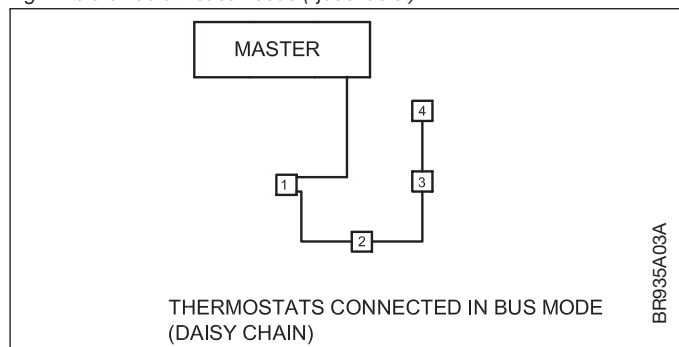 MASTER
4
1
3
2
THERMOSTATS CONNECTED IN BUS MODE
(DAISY CHAIN)
BR935A03A